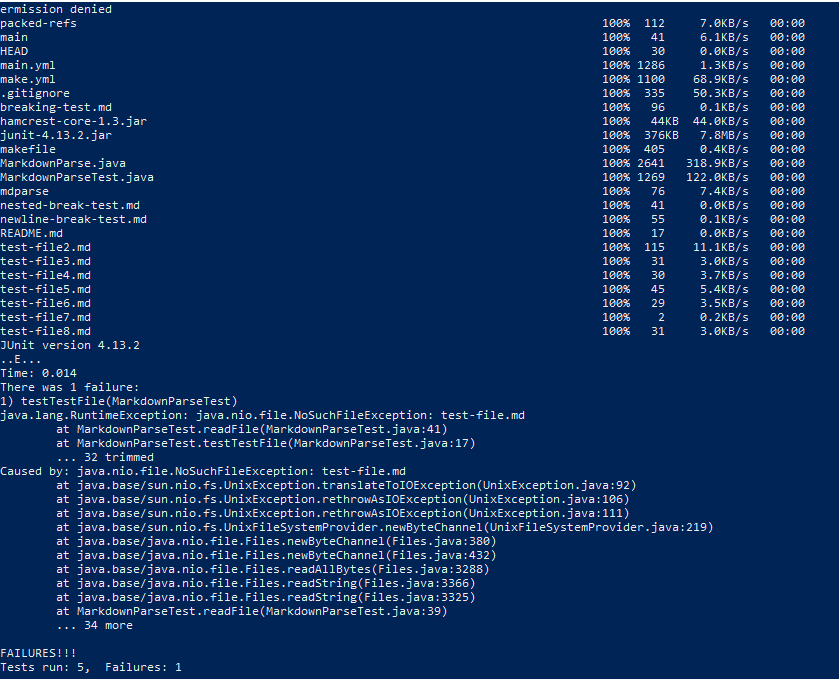 ermission denied
packed-refs 100% 112 7.0KB/s 00:00
main 100% 41 6.1KB/s 00:00
HEAD 100% 30 0.0KB/s 00:00
main.yml 100% 1286 1.3KB/s 00:00
make.yml 100% 1100 68.9KB/s 00:00
.gitignore 100% 335 50.3KB/s 00:00
breaking-test.md 100% 96 0.1KB/s 00:00
hamcrest-core-1.3.jar 100% 44KB 44.0KB/s 00:00
junit-4.13.2.jar 100% 376KB 7.8MB/s 00:00
makefile 100% 405 0.4KB/s 00:00
MarkdownParse.java 100% 2641 318.9KB/s 00:00
MarkdownParseTest.java 100% 1269 122.0KB/s 00:00
mdparse 100% 76 7.4KB/s 00:00
nested-break-test.md 100% 41 0.0KB/s 00:00
newline-break-test.md 100% 55 0.1KB/s 00:00
README.md 100% 17 0.0KB/s 00:00
test-file2.md 100% 115 11.1KB/s 00:00
test-file3.md 100% 31 3.0KB/s 00:00
test-file4.md 100% 30 3.7KB/s 00:00
test-file5.md 100% 45 5.4KB/s 00:00
test-file6.md 100% 29 3.5KB/s 00:00
test-file7.md 100% 2 0.2KB/s 00:00
test-file8.md 100% 31 3.0KB/s 00:00
JUnit version 4.13.2
..E...
Time: 0.014
There was 1 failure:
1) testTestFile(MarkdownParseTest)
java.lang.RuntimeException: java.nio.file.NoSuchFileException: test-file.md
at MarkdownParseTest.readFile(MarkdownParseTest.java:41)
at MarkdownParseTest.testTestFile(MarkdownParseTest.java:17)
... 32 trimmed
Caused by: java.nio.file.NoSuchFileException: test-file.md
at java.base/sun.nio.fs.UnixException.translateToIOException(UnixException.java:92)
at java.base/sun.nio.fs.UnixException.rethrowAsIOException(UnixException.java:106)
at java.base/sun.nio.fs.UnixException.rethrowAsIOException(UnixException.java:111)
at java.base/sun.nio.fs.UnixFileSystemProvider.newByteChannel(UnixFileSystemProvider.java:219)
at java.base/java.nio.file.Files.newByteChannel(Files.java:380)
at java.base/java.nio.file.Files.newByteChannel(Files.java:432)
at java.base/java.nio.file.Files.readAllBytes(Files.java:3288)
at java.base/java.nio.file.Files.readString(Files.java:3366)
at java.base/java.nio.file.Files.readString(Files.java:3325)
at MarkdownParseTest.readFile(MarkdownParseTest.java:39)
... 34 more
FAILURES!!!
Tests run: 5,  Failures: 1